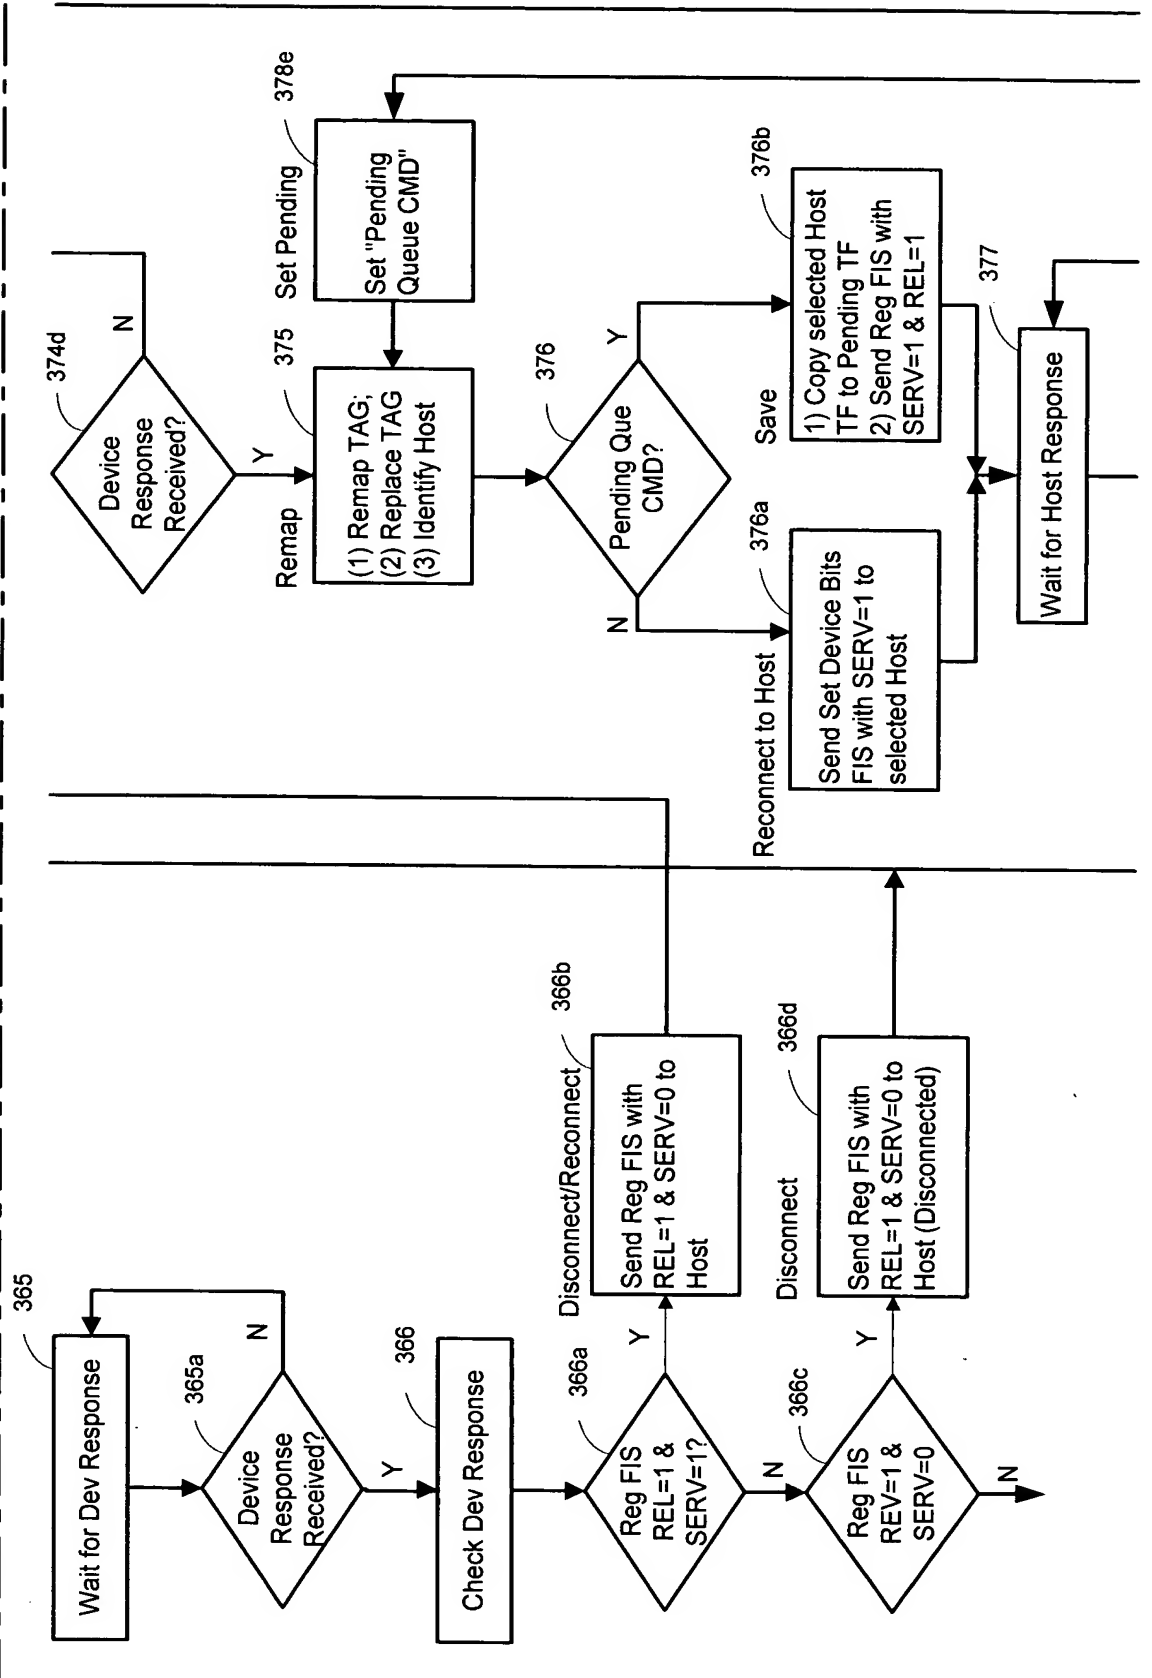 365
Wait for Dev Response
365a
Device
Response
Received?
N
Y
366
Check Dev Response
366a
Reg FIS
REL=1 &
SERV=1?
Y
N
Disconnect/Reconnect
366b
Send Reg FIS with
REL=1 & SERV=0 to
Host
366c
Reg FIS
REV=1 &
SERV=0
Y
N
Disconnect
366d
Send Reg FIS with
REL=1 & SERV=0 to
Host (Disconnected)
374d
Device
Response
Received?
N
Y
Remap
375
(1) Remap TAG;
(2) Replace TAG
(3) Identify Host
Set Pending
378e
Set "Pending
Queue CMD"
376
Pending Que
CMD?
N
Y
Reconnect to Host
376a
Send Set Device Bits
FIS with SERV=1 to
selected Host
Save
376b
1) Copy selected Host
TF to Pending TF
2) Send Reg FIS with
SERV=1 & REL=1
377
Wait for Host Response